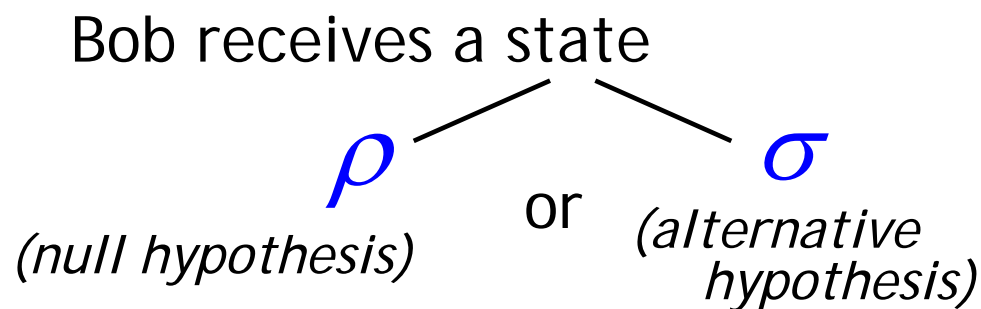 Bob receives a state
ρ
σ
or
(null hypothesis)
(alternative
hypothesis)